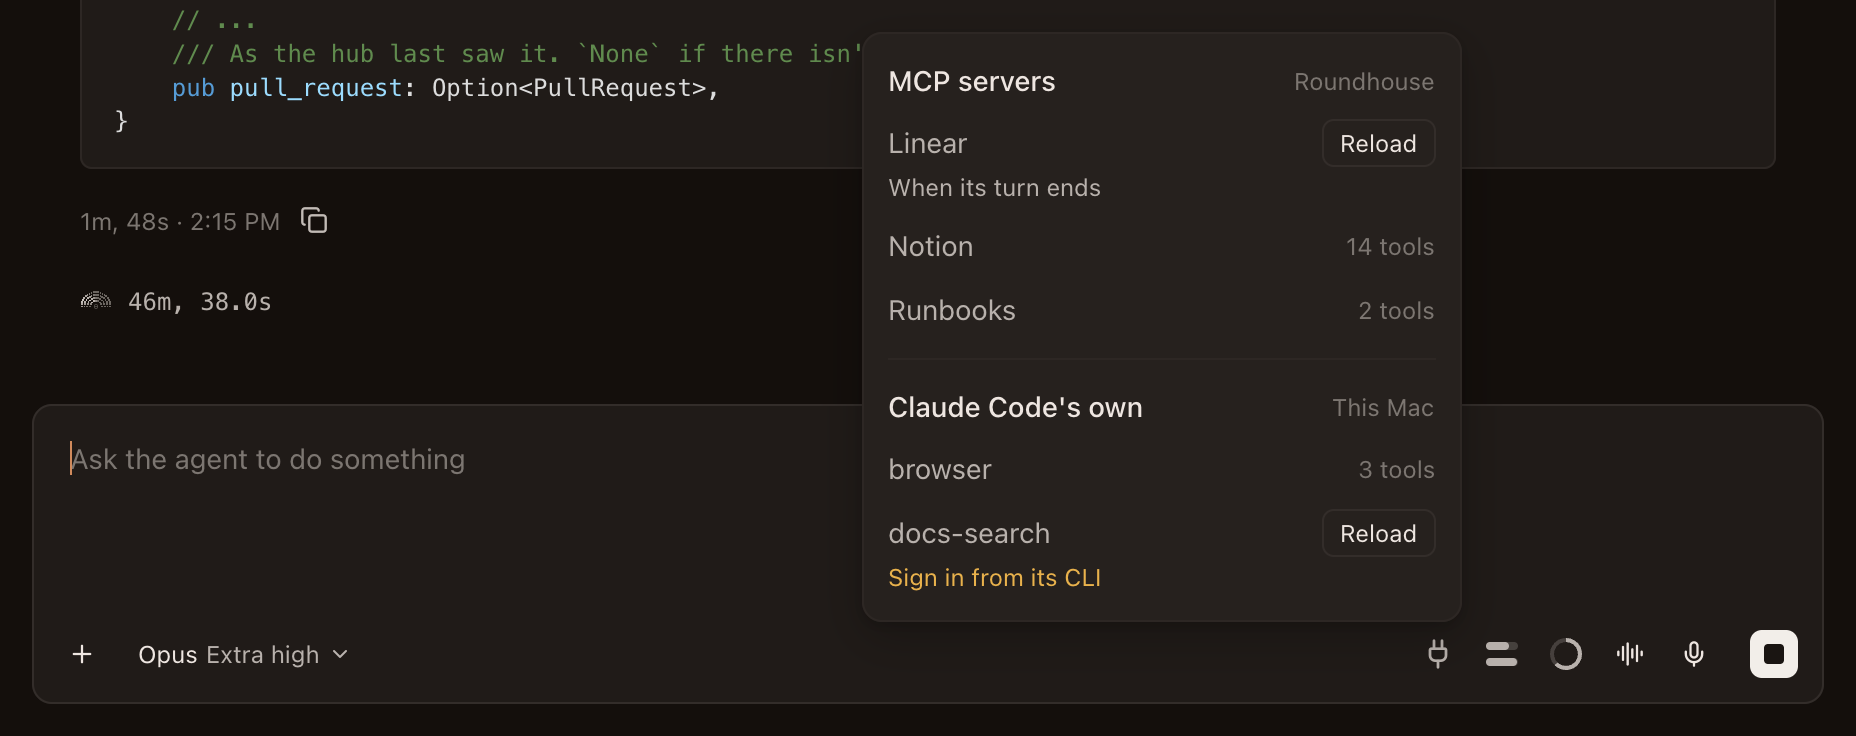 // ...
/// As the hub last saw it. `None` if there isn'
pub pull_request: Option<PullRequest>,
}
1m, 48s · 2:15 PM
46m, 38.0s
MCP servers Roundhouse
Linear Reload
When its turn ends
Notion 14 tools
Runbooks 2 tools
Claude Code's own This Mac
browser 3 tools
docs-search Reload
Sign in from its CLI
Ask the agent to do something
Opus Extra high